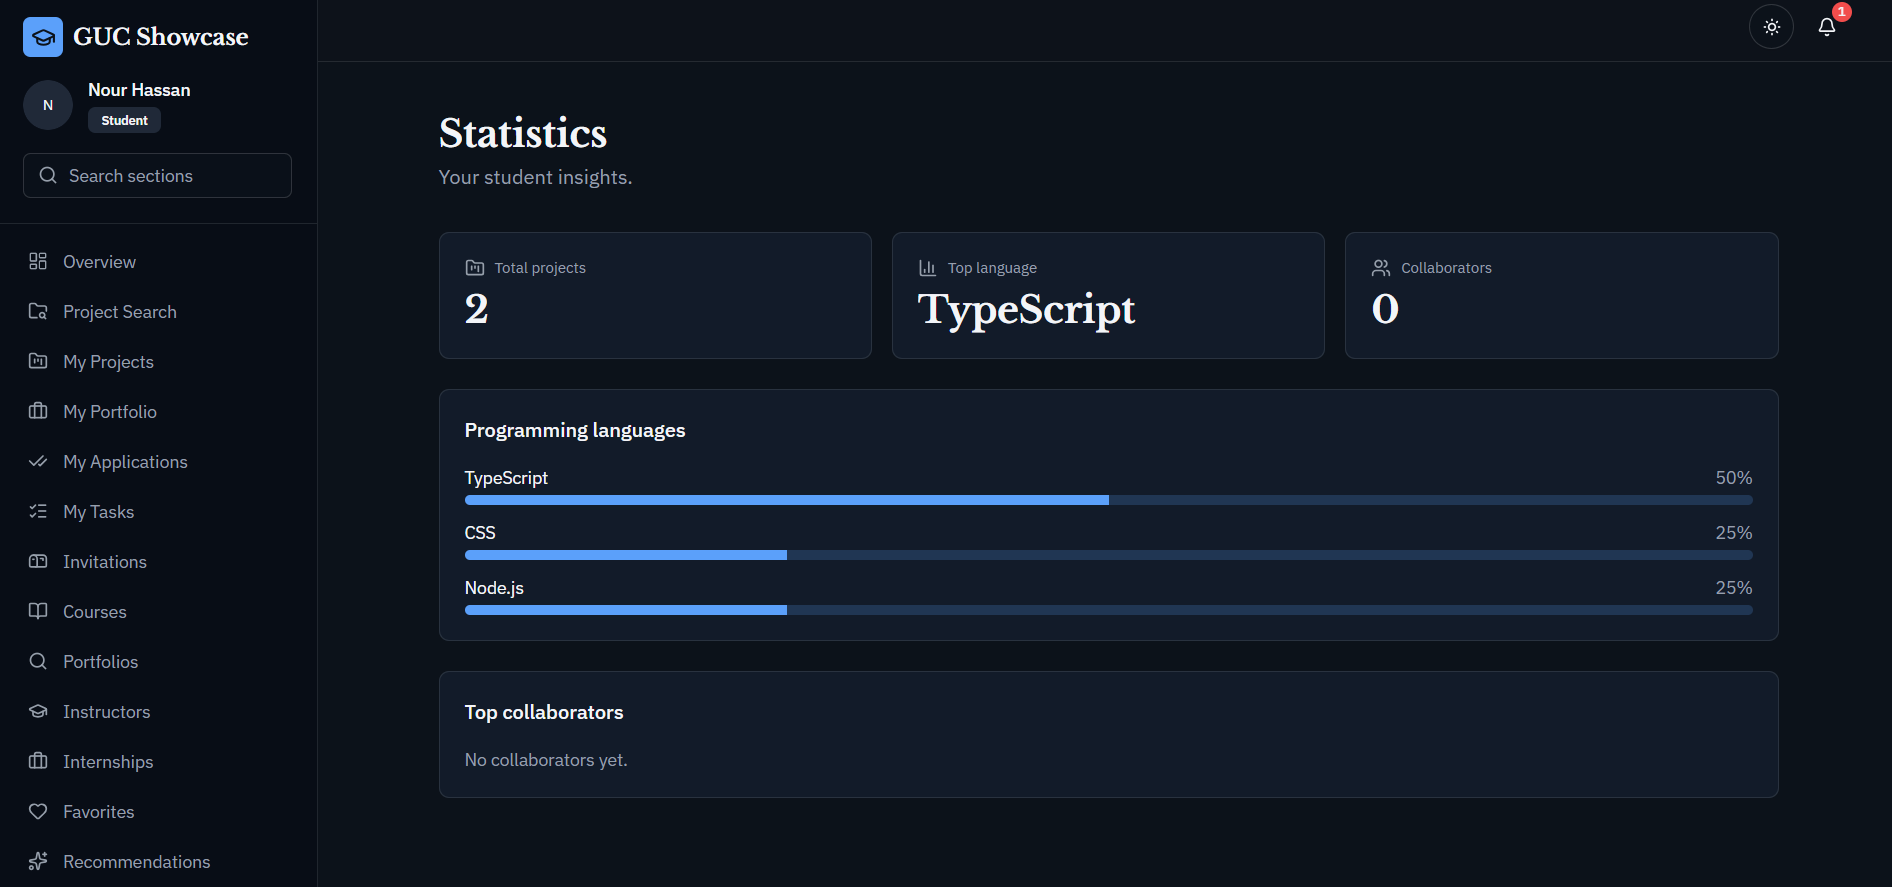 GUC Showcase
N
Nour Hassan
Student
Search sections
Overview
Project Search
My Projects
My Portfolio
My Applications
My Tasks
Invitations
Courses
Portfolios
Instructors
Internships
Favorites
Recommendations
1
Statistics
Your student insights.
Total projects
2
Top language
TypeScript
Collaborators
0
Programming languages
TypeScript 50%
CSS 25%
Node.js 25%
Top collaborators
No collaborators yet.